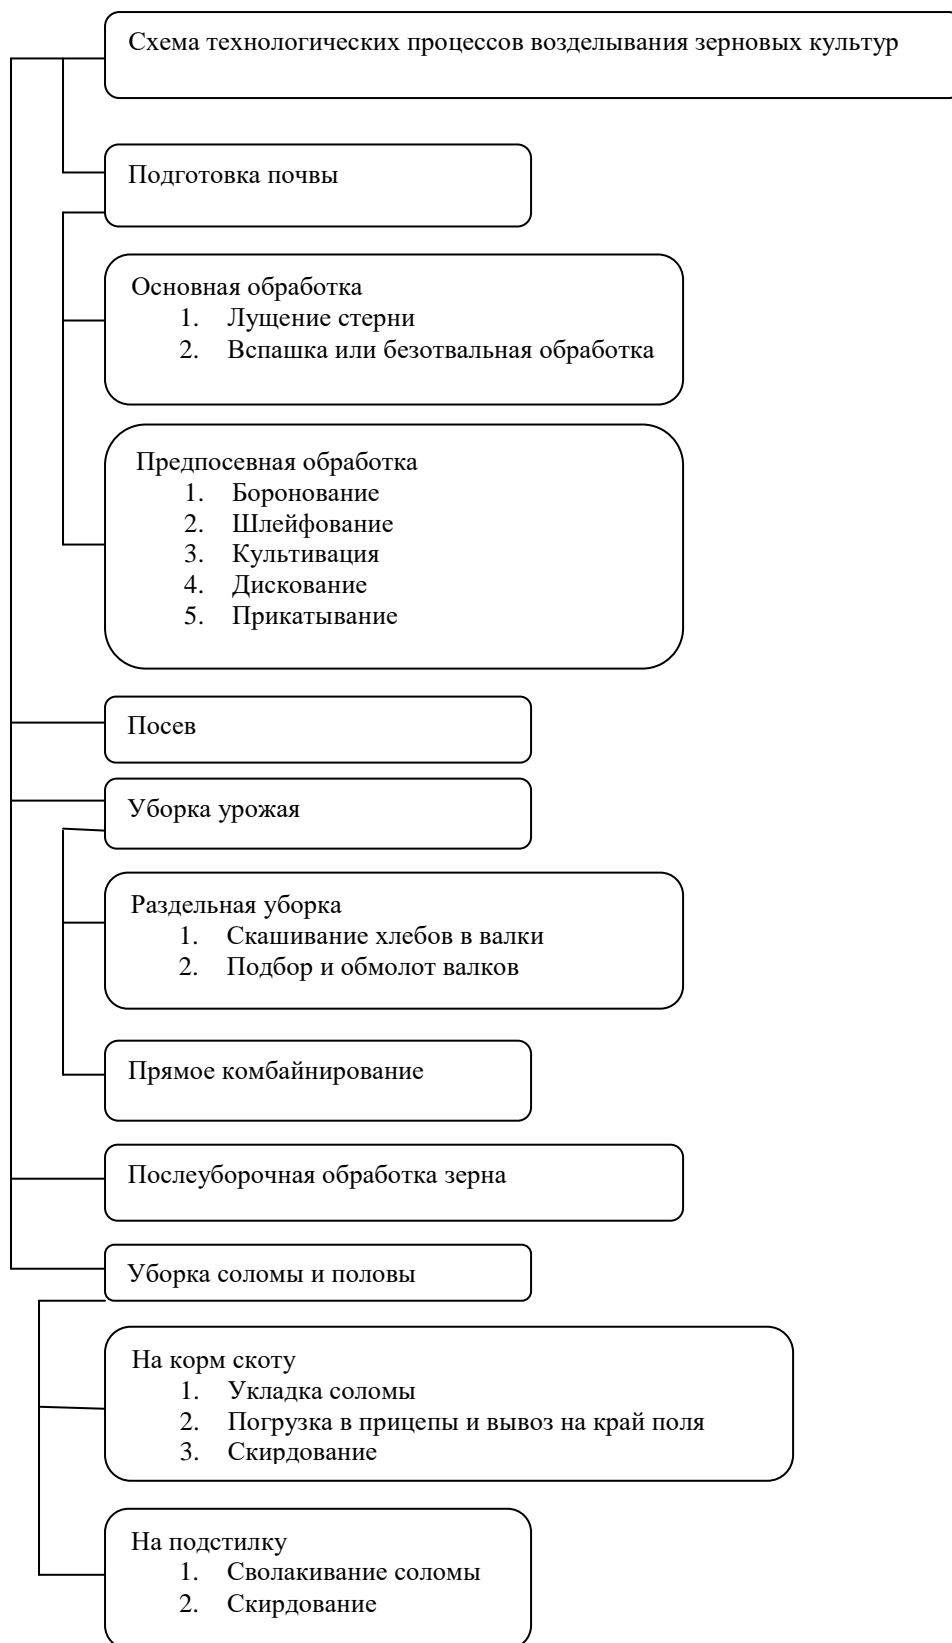 Схема технологических процессов возделывания зерновых культур
Подготовка почвы
Основная обработка
1. Лущение стерни
2. Вспашка или безотвальная обработка
Предпосевная обработка
1. Боронование
2. Шлейфование
3. Культивация
4. Дискование
5. Прикатывание
Посев
Уборка урожая
Раздельная уборка
1. Скашивание хлебов в валки
2. Подбор и обмолот валков
Прямое комбайнирование
Послеуборочная обработка зерна
Уборка соломы и половы
На корм скоту
1. Укладка соломы
2. Погрузка в прицепы и вывоз на край поля
3. Скирдование
На подстилку
1. Сволакивание соломы
2. Скирдование